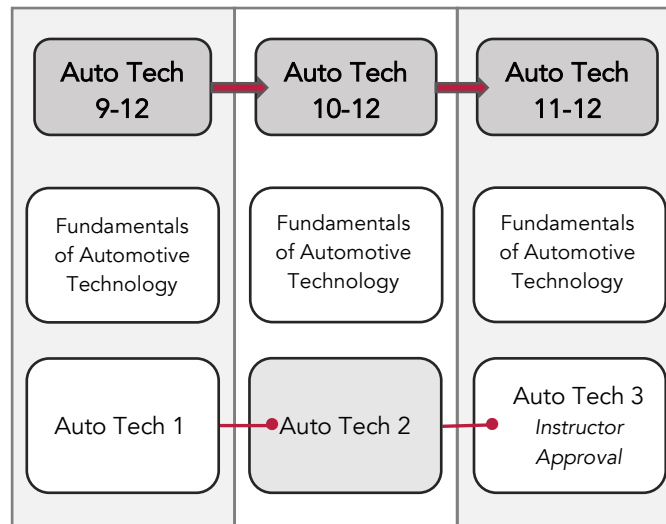 Auto Tech
9-12
Auto Tech
10-12
Auto Tech
11-12
Fundamentals
of Automotive
Technology
Fundamentals
of Automotive
Technology
Fundamentals
of Automotive
Technology
Auto Tech 1
Auto Tech 2
Auto Tech 3
Instructor
Approval